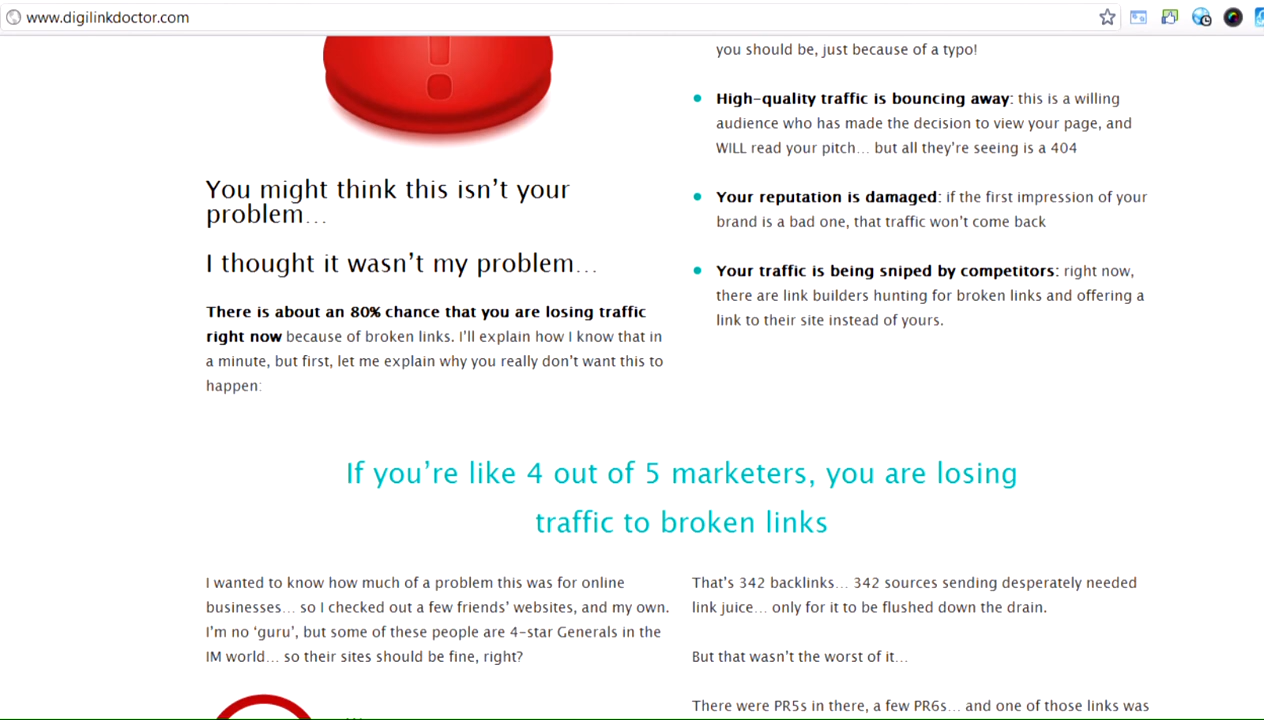 www.digilinkdoctor.com
You might think this isn't your
problem...
I thought it wasn't my problem...
There is about an 80% chance that you are losing traffic
right now because of broken links. I'll explain how I know that in
a minute, but first, let me explain why you really don't want this to
happen:
you should be, just because of a typo!
High-quality traffic is bouncing away: this is a willing
audience who has made the decision to view your page, and
WILL read your pitch... but all they're seeing is a 404
Your reputation is damaged: if the first impression of your
brand is a bad one, that traffic won't come back
Your traffic is being sniped by competitors: right now,
there are link builders hunting for broken links and offering a
link to their site instead of yours.
If you're like 4 out of 5 marketers, you are losing
traffic to broken links
I wanted to know how much of a problem this was for online
businesses... so I checked out a few friends' websites, and my own.
I'm no 'guru', but some of these people are 4-star Generals in the
IM world... so their sites should be fine, right?
That's 342 backlinks... 342 sources sending desperately needed
link juice... only for it to be flushed down the drain.
But that wasn't the worst of it...
There were PR5s in there, a few PR6s... and one of those links was